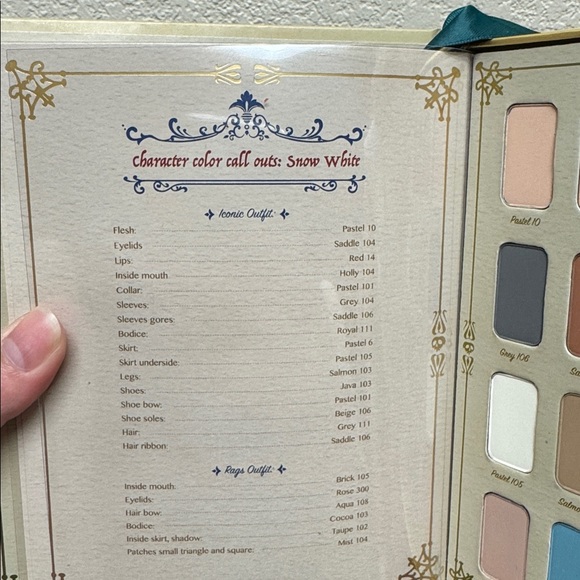 Character color call outs: Snow White
Iconic Outfit:
Flesh: Pastel 10
Eyelids Saddle 104
Lips: Red 14
Inside mouth Holly 104
Collar: Pastel 101
Sleeves: Grey 104
Sleeves gores: Saddle 106
Bodice: Royal 111
Skirt: Pastel 6
Skirt underside: Pastel 105
Legs: Salmon 103
Shoes: Java 103
Shoe bow: Pastel 101
Shoe soles: Beige 106
Hair: Grey 111
Hair ribbon: Saddle 106
Rags Outfit:
Inside mouth: Brick 105
Eyelids: Rose 300
Hair bow: Aqua 108
Bodice: Cocoa 103
Inside skirt, shadow: Taupe 102
Patches small triangle and square: Mist 104
Pastel 10
Grey 106
Pastel 105